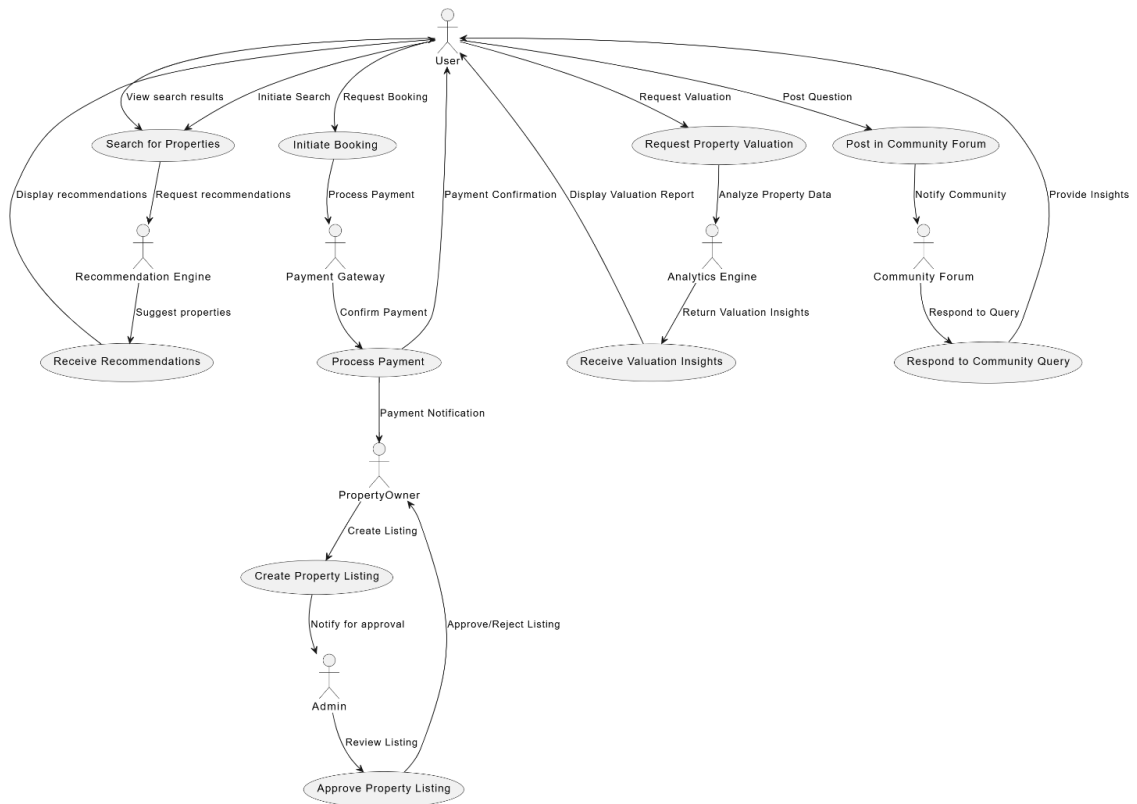 User
View search results
Initiate Search
Request Booking
Request Valuation
Post Question
Search for Properties
Initiate Booking
Request Property Valuation
Post in Community Forum
Display recommendations
Request recommendations
Process Payment
Payment Confirmation
Display Valuation Report
Analyze Property Data
Notify Community
Provide Insights
Recommendation Engine
Payment Gateway
Analytics Engine
Community Forum
Suggest properties
Confirm Payment
Return Valuation Insights
Respond to Query
Receive Recommendations
Process Payment
Receive Valuation Insights
Respond to Community Query
Payment Notification
PropertyOwner
Create Listing
Create Property Listing
Notify for approval
Approve/Reject Listing
Admin
Review Listing
Approve Property Listing